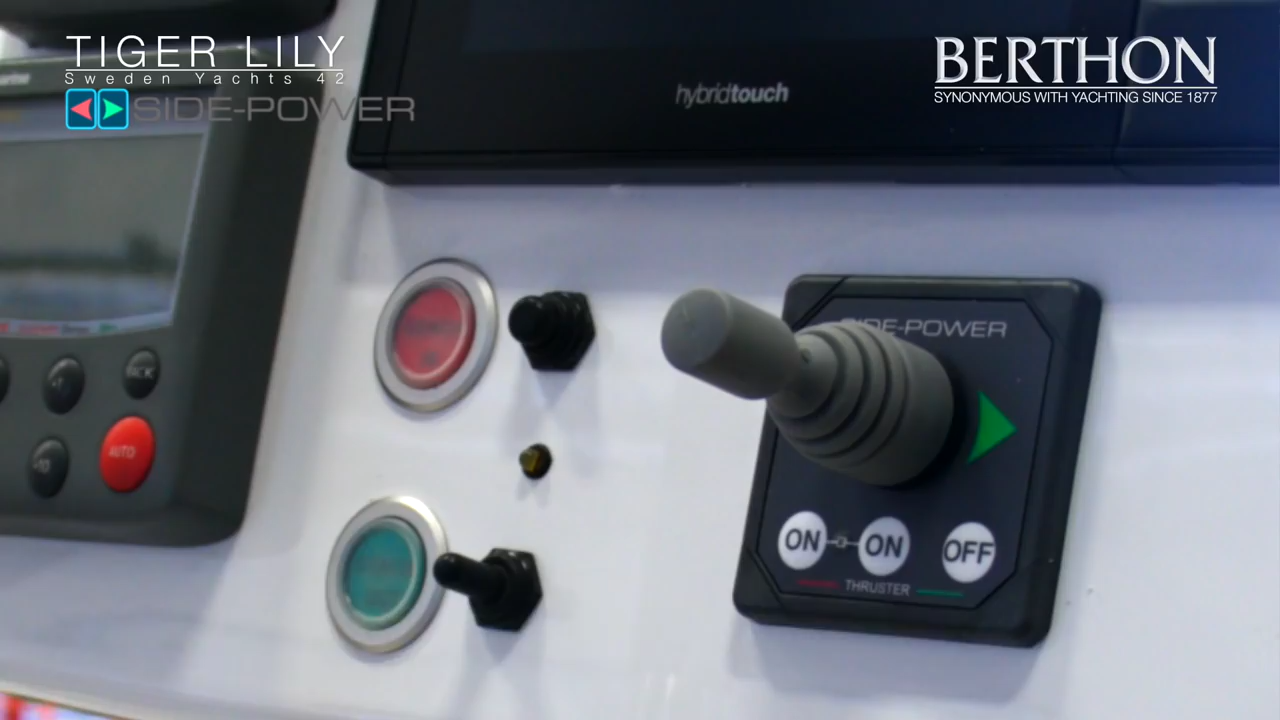 TIGER LILY
Sweden Yachts 42
SIDE-POWER
BERTHON
SYNONYMOUS WITH YACHTING SINCE 1877
hybridtouch
SIDE-POWER
AUTO
ON ON OFF
THRUSTER